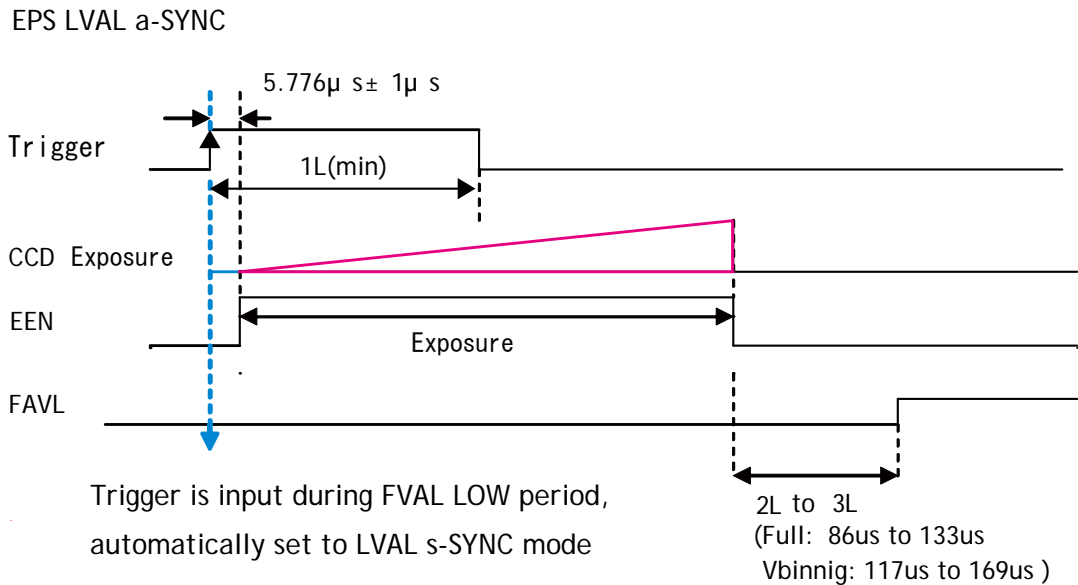 EPS LVAL a-SYNC
5.776μ s± 1μ s
Trigger
1L(min)
CCD Exposure
EEN
Exposure
FAVL
Trigger is input during FVAL LOW period,
automatically set to LVAL s-SYNC mode
2L to 3L
(Full: 86us to 133us
Vbinnig: 117us to 169us )